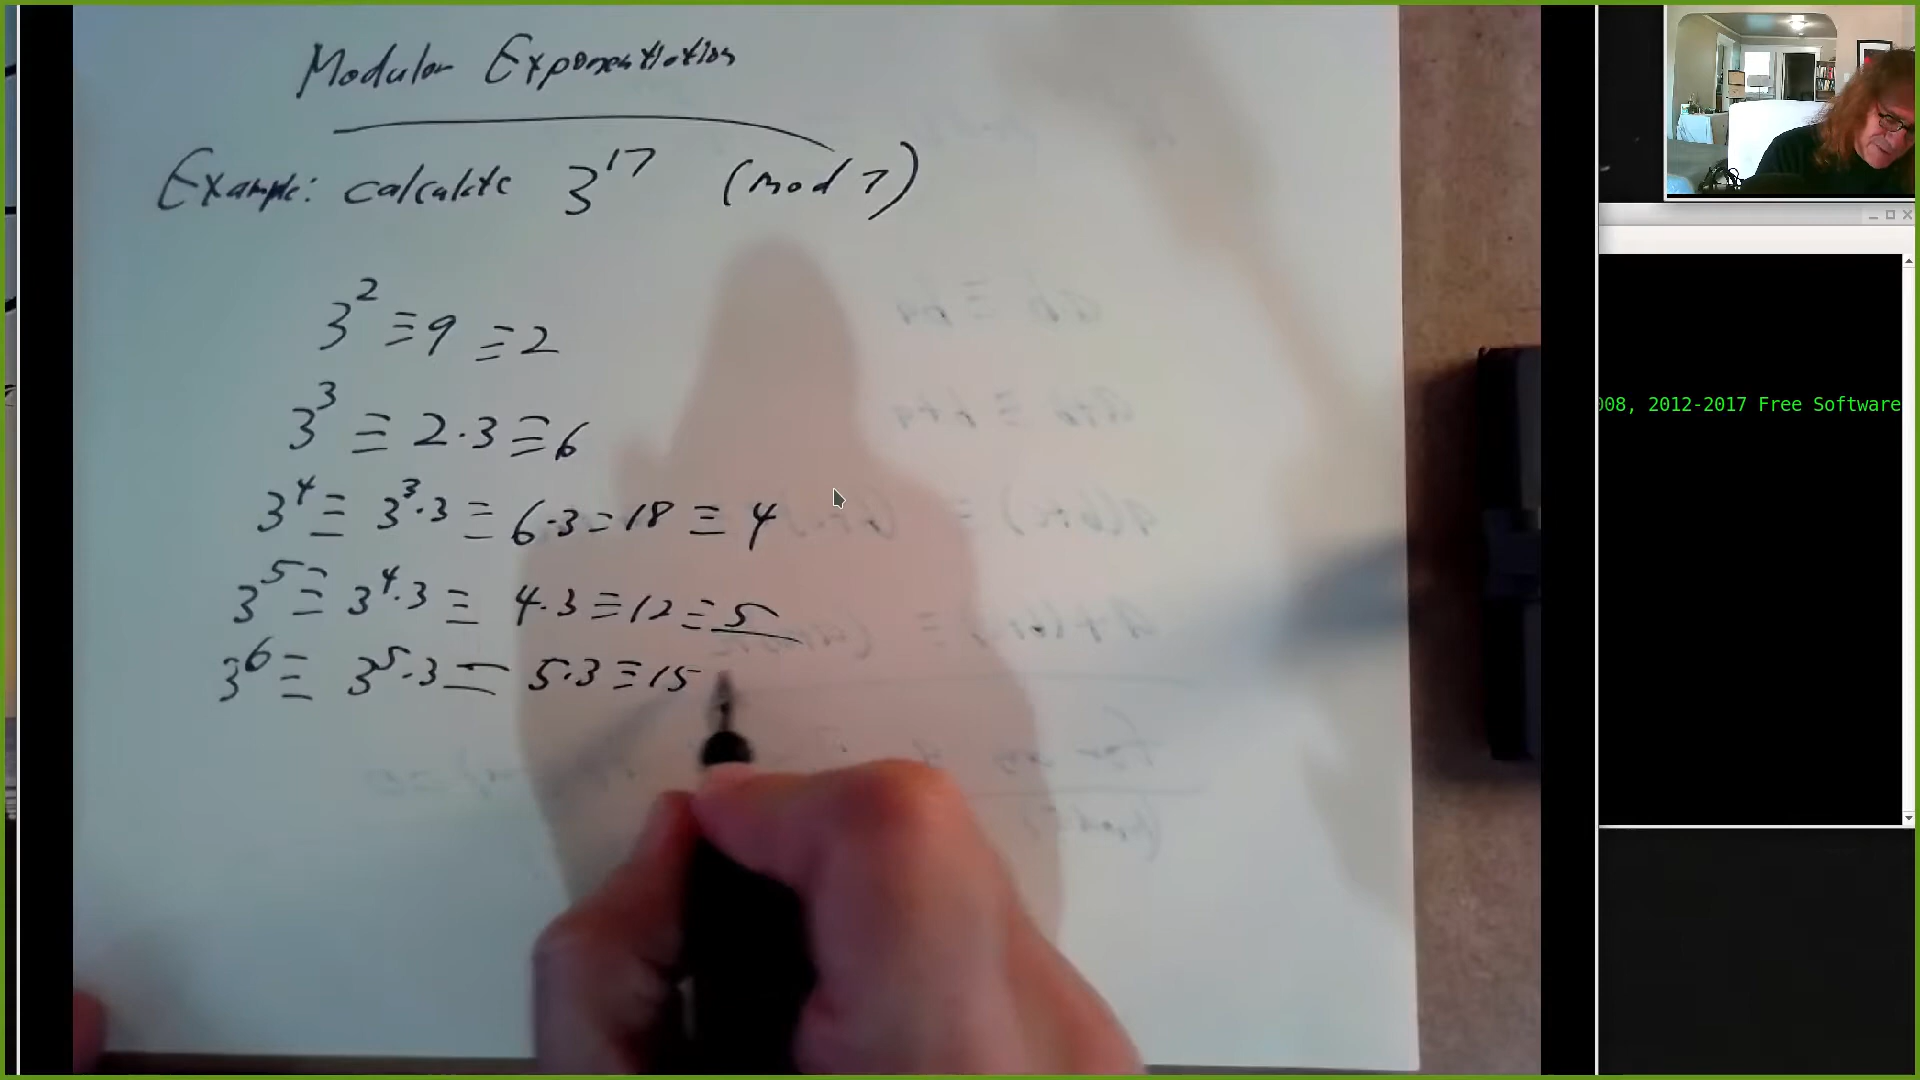 Modular Exponentiation
Example: calculate 3^17 (mod 7)
3^2 ≡ 9 ≡ 2
3^3 ≡ 2·3 ≡ 6
3^4 ≡ 3^3·3 ≡ 6·3 = 18 ≡ 4
3^5 ≡ 3^4·3 ≡ 4·3 ≡ 12 ≡ 5
3^6 ≡ 3^5·3 = 5·3 ≡ 15
008, 2012-2017 Free Software